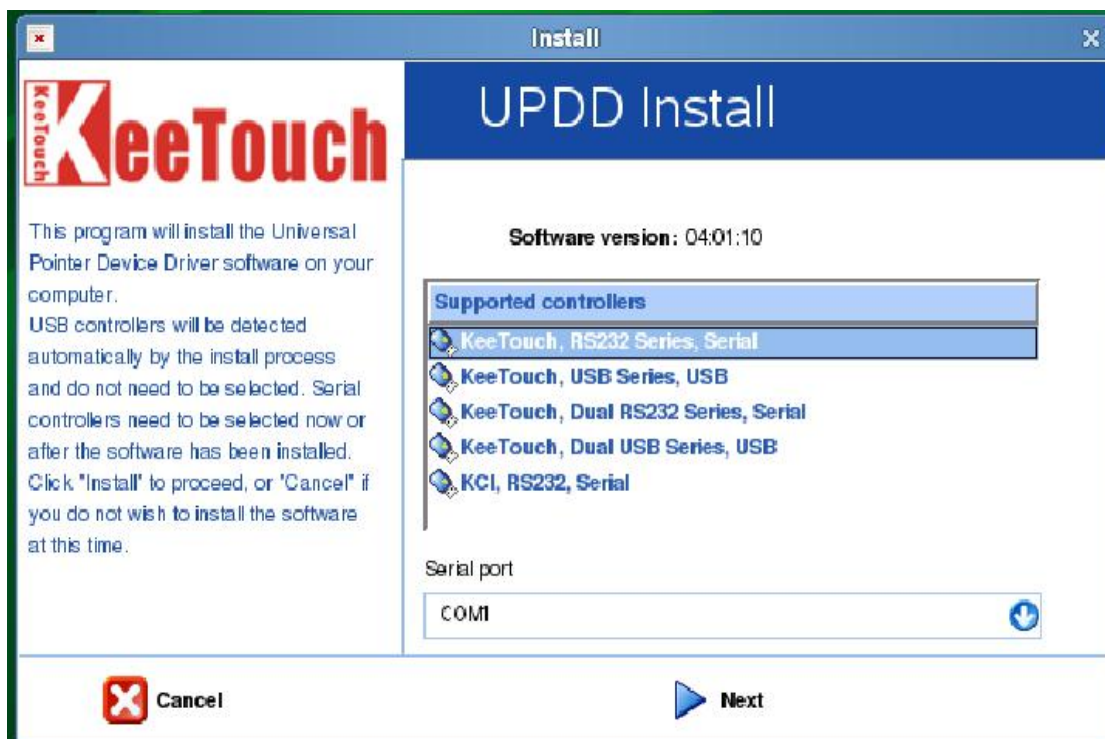 Install
KeeTouch
KeeTouch
UPDD Install
This program will install the Universal
Pointer Device Driver software on your
computer.
USB controllers will be detected
automatically by the install process
and do not need to be selected. Serial
controllers need to be selected now or
after the software has been installed.
Click "Install' to proceed, or 'Cancel" if
you do not wish to install the software
at this time.
Software version: 04:01:10
Supported controllers
KeeTouch, RS232 Series, Serial
KeeTouch, USB Series, USB
KeeTouch, Dual RS232 Series, Serial
KeeTouch, Dual USB Series, USB
KCI, RS232, Serial
Serial port
COM1
Cancel
Next